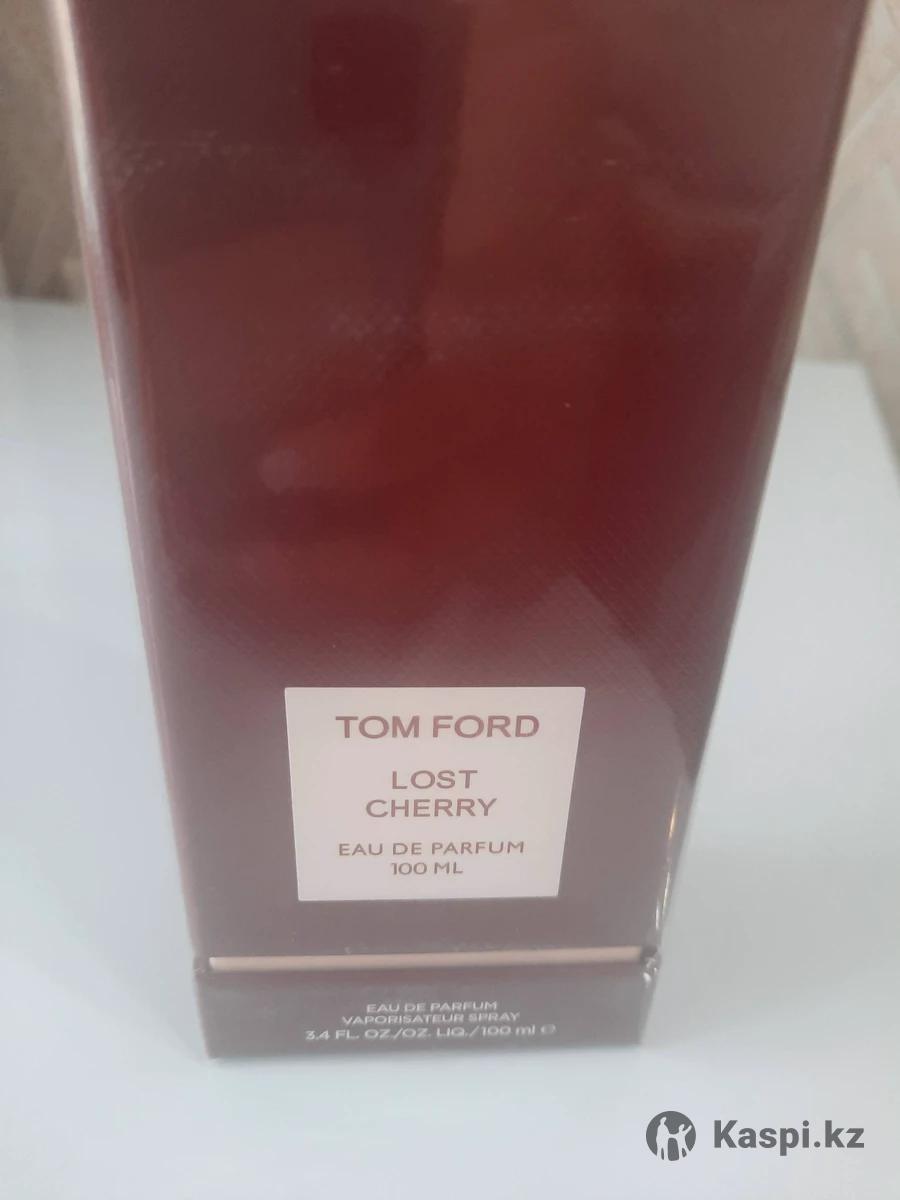 TOM FORD
LOST
CHERRY
EAU DE PARFUM
100 ML
EAU DE PARFUM
VAPORISATEUR SPRAY
3.4 FL. OZ./OZ. LIQ./100 ml ℮
Kaspi.kz